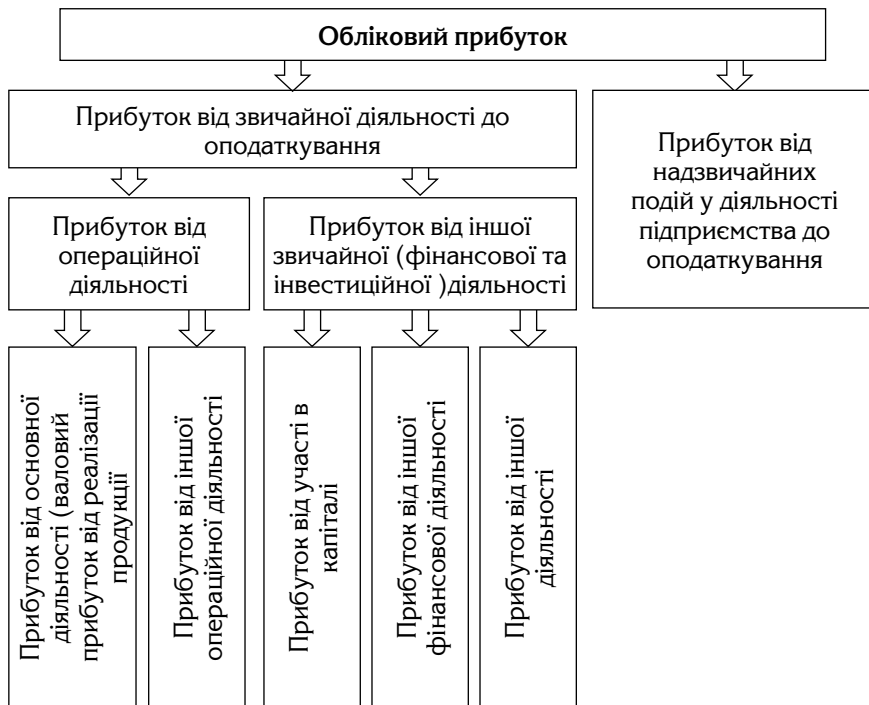 Обліковий прибуток
Прибуток від звичайної діяльності до
оподаткування
Прибуток від
надзвичайних
подій у діяльності
підприємства до
оподаткування
Прибуток від
операційної
діяльності
Прибуток від іншої
звичайної (фінансової та
інвестиційної )діяльності
Прибуток від основної
діяльності (валовий
прибуток від реалізації
продукції
Прибуток від іншої
операційної діяльності
Прибуток від участі в
капіталі
Прибуток від іншої
фінансової діяльності
Прибуток від іншої
діяльності